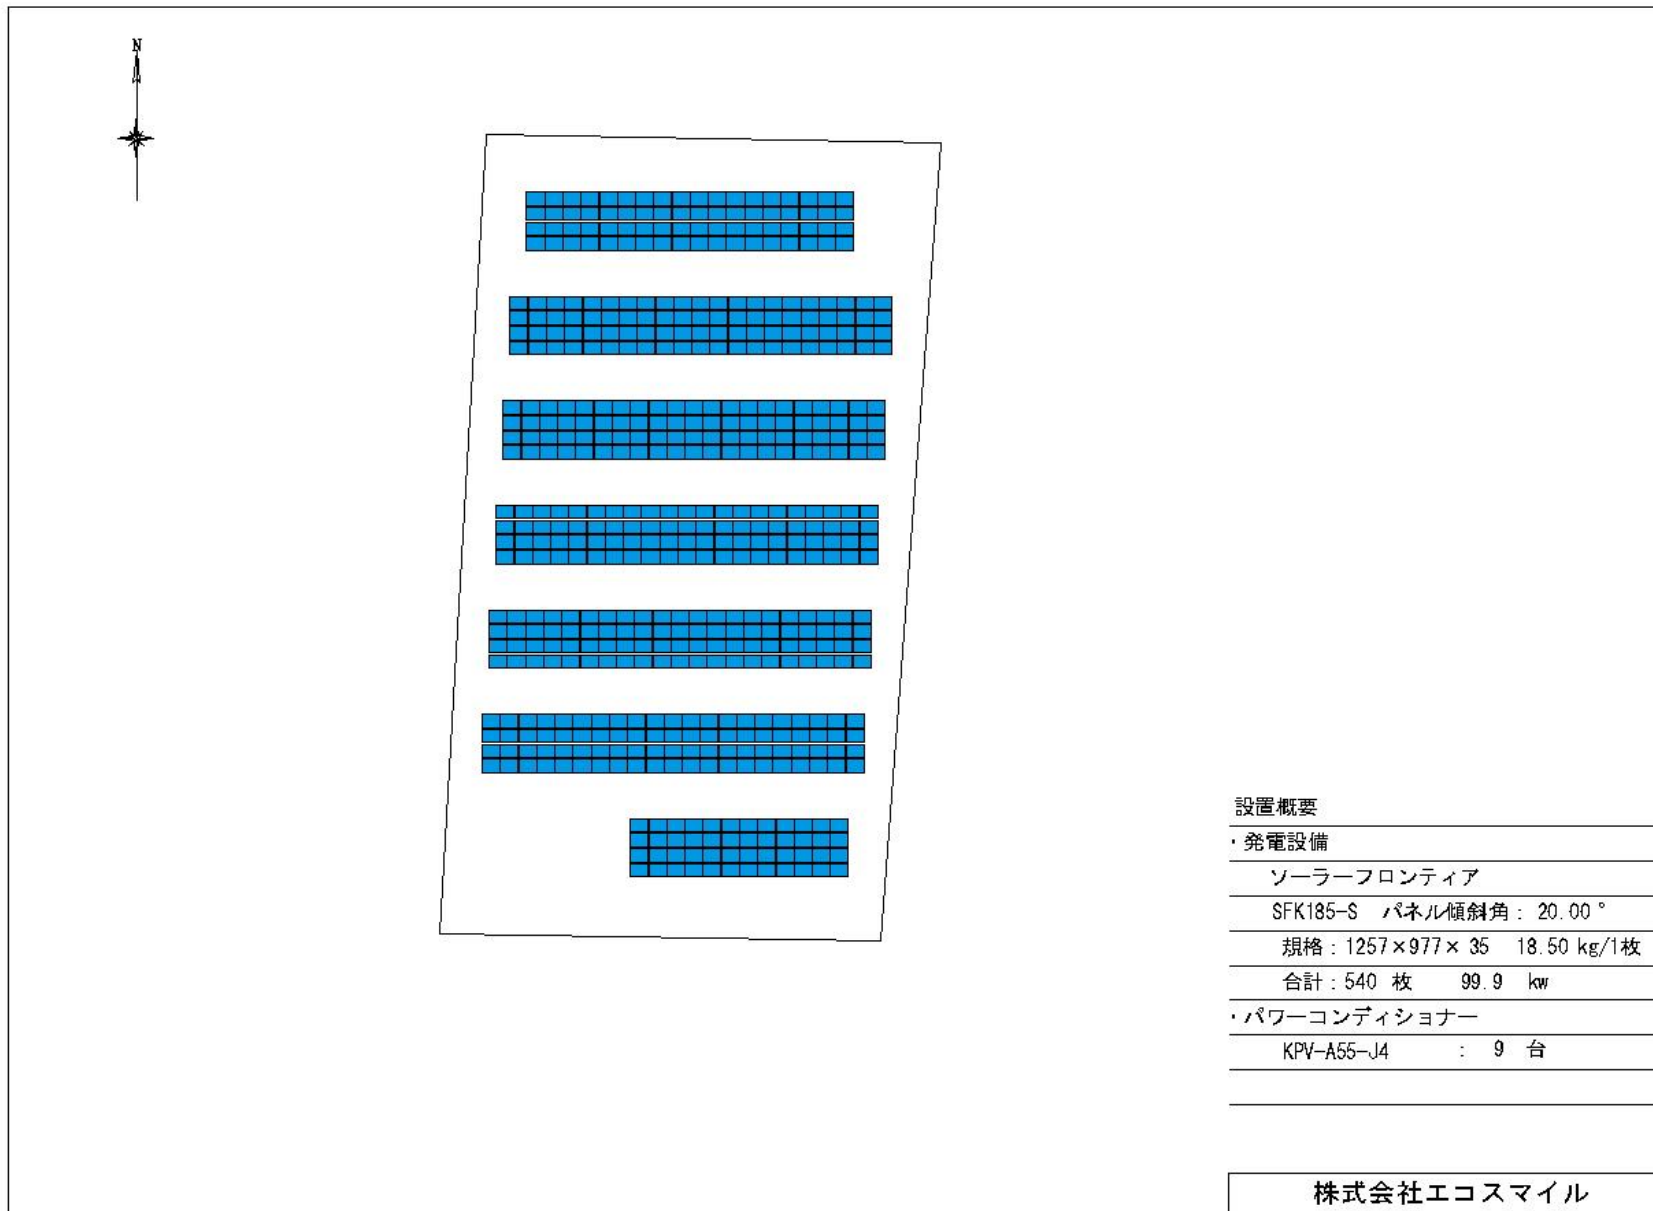 N
設置概要
・発電設備
ソーラーフロンティア
SFK185-S パネル傾斜角： 20.00 °
規格：1257×977× 35 18.50 kg/1枚
合計：540 枚 99.9 kw
・パワーコンディショナー
KPV-A55-J4 ： 9 台
株式会社エコスマイル